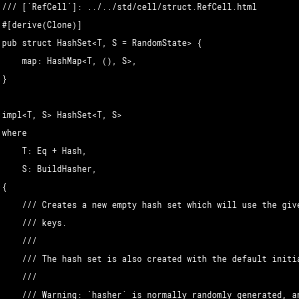 /// [`RefCell`]: ../../std/cell/struct.RefCell.html
#[derive(Clone)]
pub struct HashSet<T, S = RandomState> {
    map: HashMap<T, (), S>,
}
impl<T, S> HashSet<T, S>
where
    T: Eq + Hash,
    S: BuildHasher,
{
    /// Creates a new empty hash set which will use the give
    /// keys.
    ///
    /// The hash set is also created with the default initia
    ///
    /// Warning: `hasher` is normally randomly generated, an